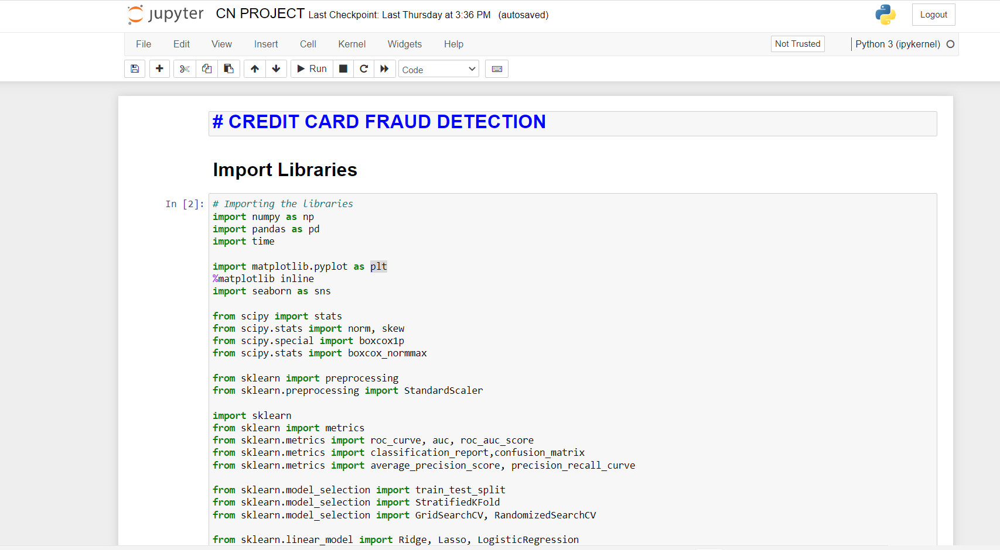 jupyter CN PROJECT Last Checkpoint: Last Thursday at 3:36 PM (autosaved) Logout
File Edit View Insert Cell Kernel Widgets Help Not Trusted Python 3 (ipykernel)
Run Code
# CREDIT CARD FRAUD DETECTION
Import Libraries
In [2]: # Importing the libraries
import numpy as np
import pandas as pd
import time
import matplotlib.pyplot as plt
%matplotlib inline
import seaborn as sns
from scipy import stats
from scipy.stats import norm, skew
from scipy.special import boxcox1p
from scipy.stats import boxcox_normmax
from sklearn import preprocessing
from sklearn.preprocessing import StandardScaler
import sklearn
from sklearn import metrics
from sklearn.metrics import roc_curve, auc, roc_auc_score
from sklearn.metrics import classification_report,confusion_matrix
from sklearn.metrics import average_precision_score, precision_recall_curve
from sklearn.model_selection import train_test_split
from sklearn.model_selection import StratifiedKFold
from sklearn.model_selection import GridSearchCV, RandomizedSearchCV
from sklearn.linear_model import Ridge, Lasso, LogisticRegression